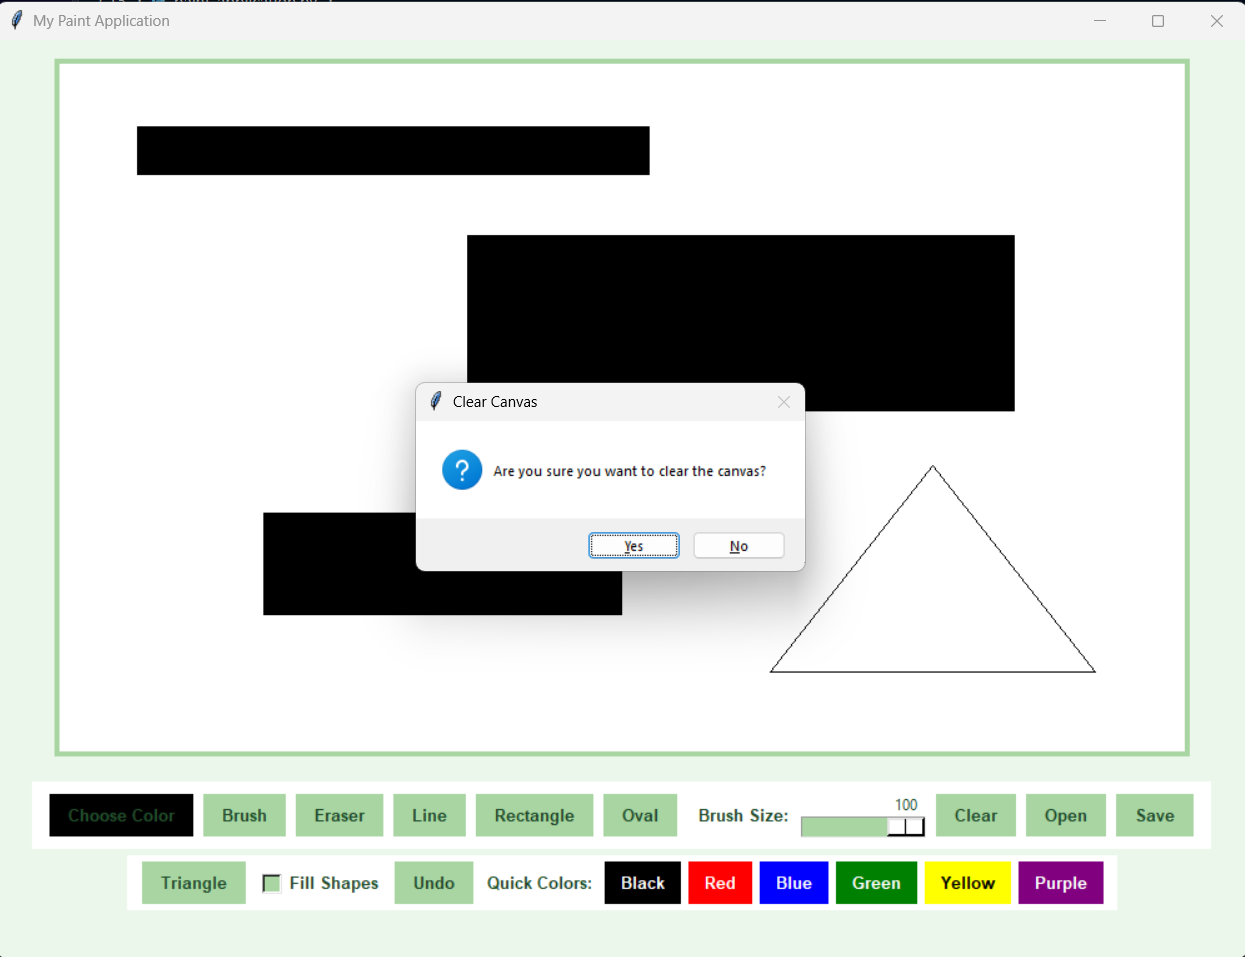 My Paint Application
Clear Canvas
Are you sure you want to clear the canvas?
Yes No
Choose Color Brush Eraser Line Rectangle Oval Brush Size: 100 Clear Open Save
Triangle Fill Shapes Undo Quick Colors: Black Red Blue Green Yellow Purple